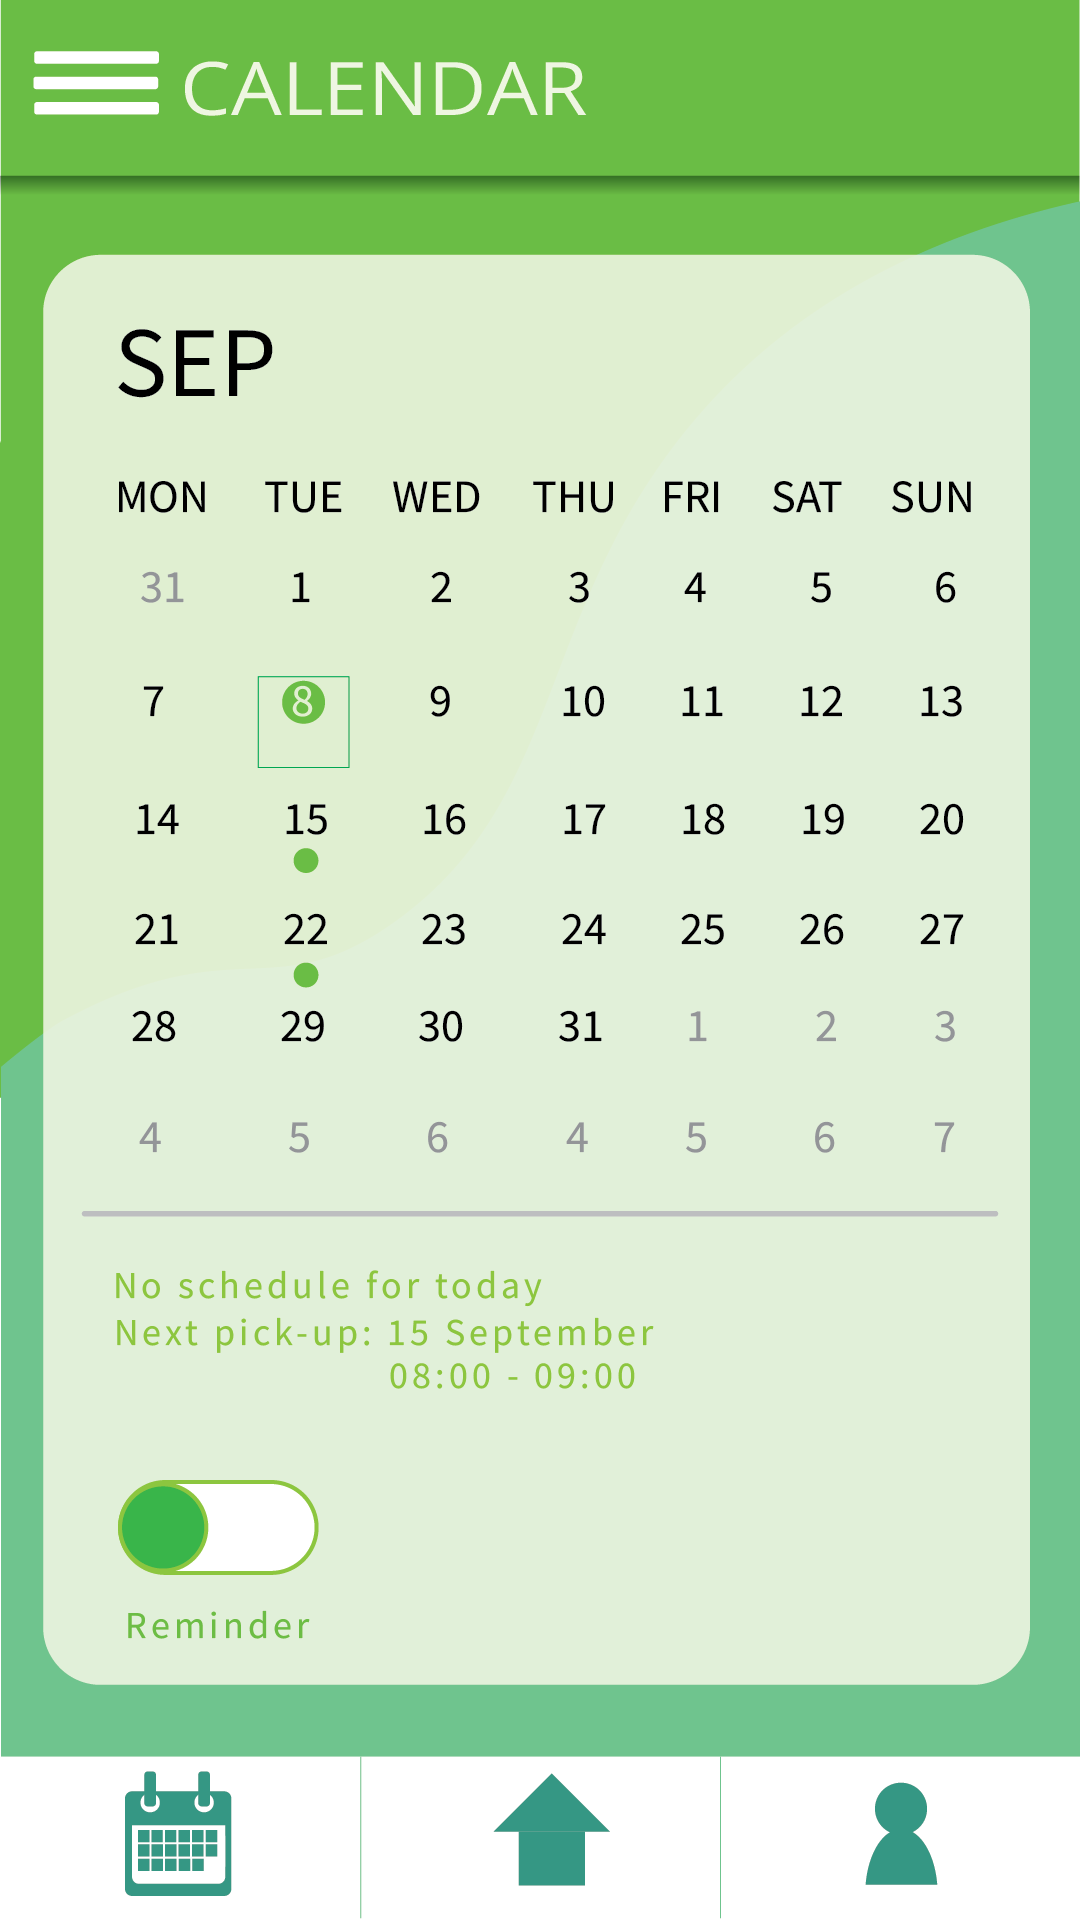 CALENDAR
SEP
MON TUE WED THU FRI SAT SUN
31 1 2 3 4 5 6
7 8 9 10 11 12 13
14 15 16 17 18 19 20
21 22 23 24 25 26 27
28 29 30 31 1 2 3
4 5 6 4 5 6 7
No schedule for today
Next pick-up: 15 September
08:00 - 09:00
Reminder